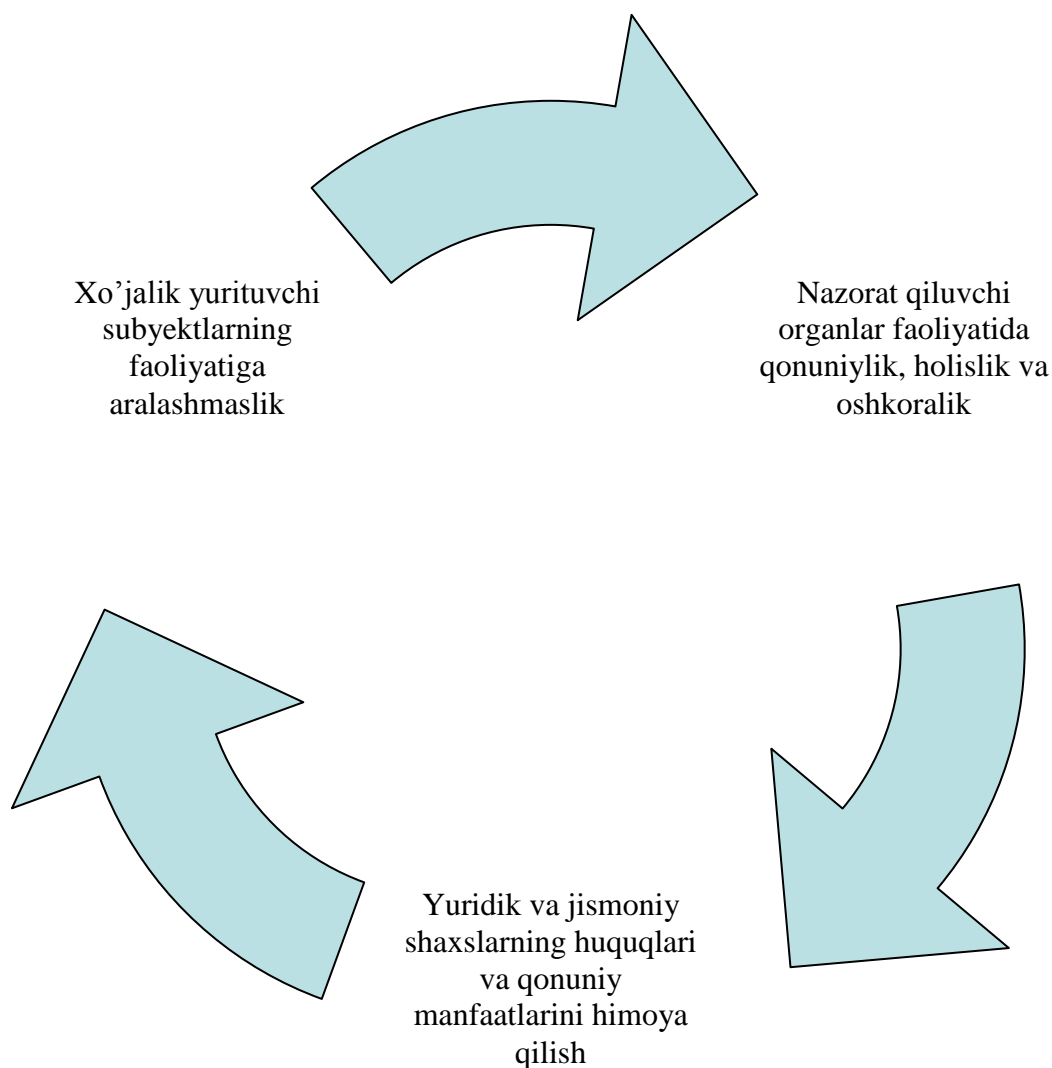 Xo’jalik yurituvchi
subyektlarning
faoliyatiga
aralashmaslik
Nazorat qiluvchi
organlar faoliyatida
qonuniylik, holislik va
oshkoralik
Yuridik va jismoniy
shaxslarning huquqlari
va qonuniy
manfaatlarini himoya
qilish